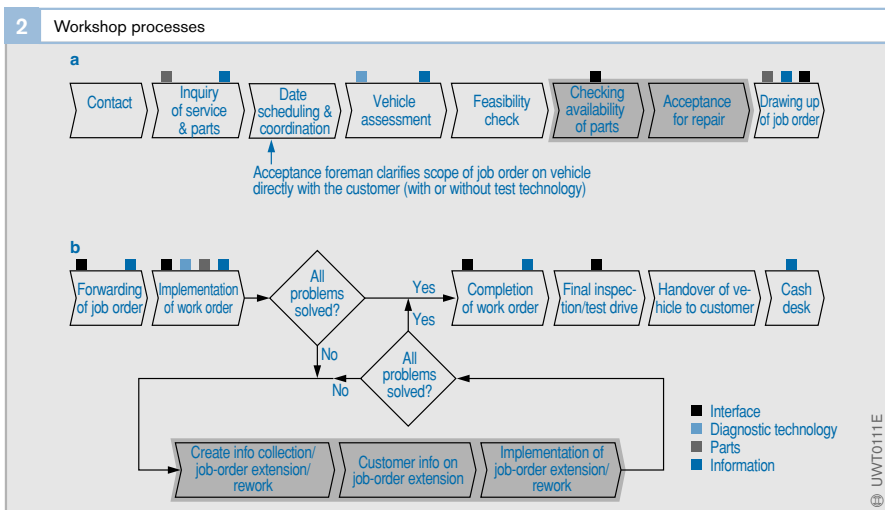 2
Workshop processes
a
Contact
Inquiry
of service
& parts
Date
scheduling &
coordination
Vehicle
assessment
Feasibility
check
Checking
availability
of parts
Acceptance
for repair
Drawing up
of job order
Acceptance foreman clarifies scope of job order on vehicle
directly with the customer (with or without test technology)
b
Forwarding
of job order
Implementation
of work order
All
problems
solved?
Yes
Completion
of work order
Final inspec-
tion/test drive
Handover of ve-
hicle to customer
Cash
desk
Yes
No
All
problems
solved?
No
Create info collection/
job-order extension/
rework
Customer info on
job-order extension
Implementation of
job-order extension/
rework
Interface
Diagnostic technology
Parts
Information
UWT0111E